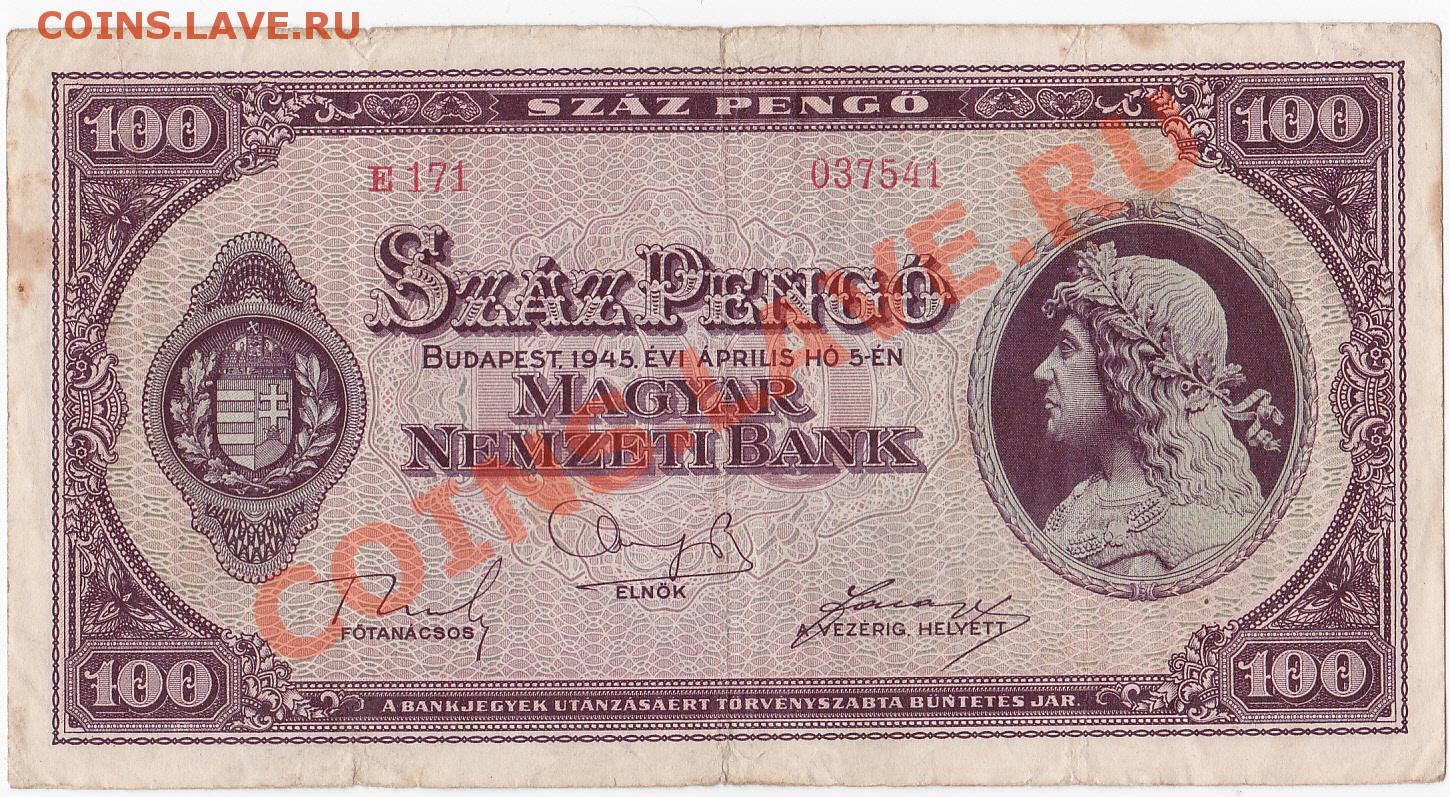 COINS.LAVE.RU
100 SZÁZ PENGŐ 100
E 171 037541
SZÁZ PENGŐ
BUDAPEST, 1945. ÉVI ÁPRILIS HÓ 5-ÉN
MAGYAR
NEMZETI BANK
COINS.LAVE.RU
FŐTANÁCSOS
ELNÖK
A VEZÉRIG. HELYETT
100 100
A BANKJEGYEK UTÁNZÁSAÉRT TÖRVÉNYSZABTA BÜNTETÉS JÁR.